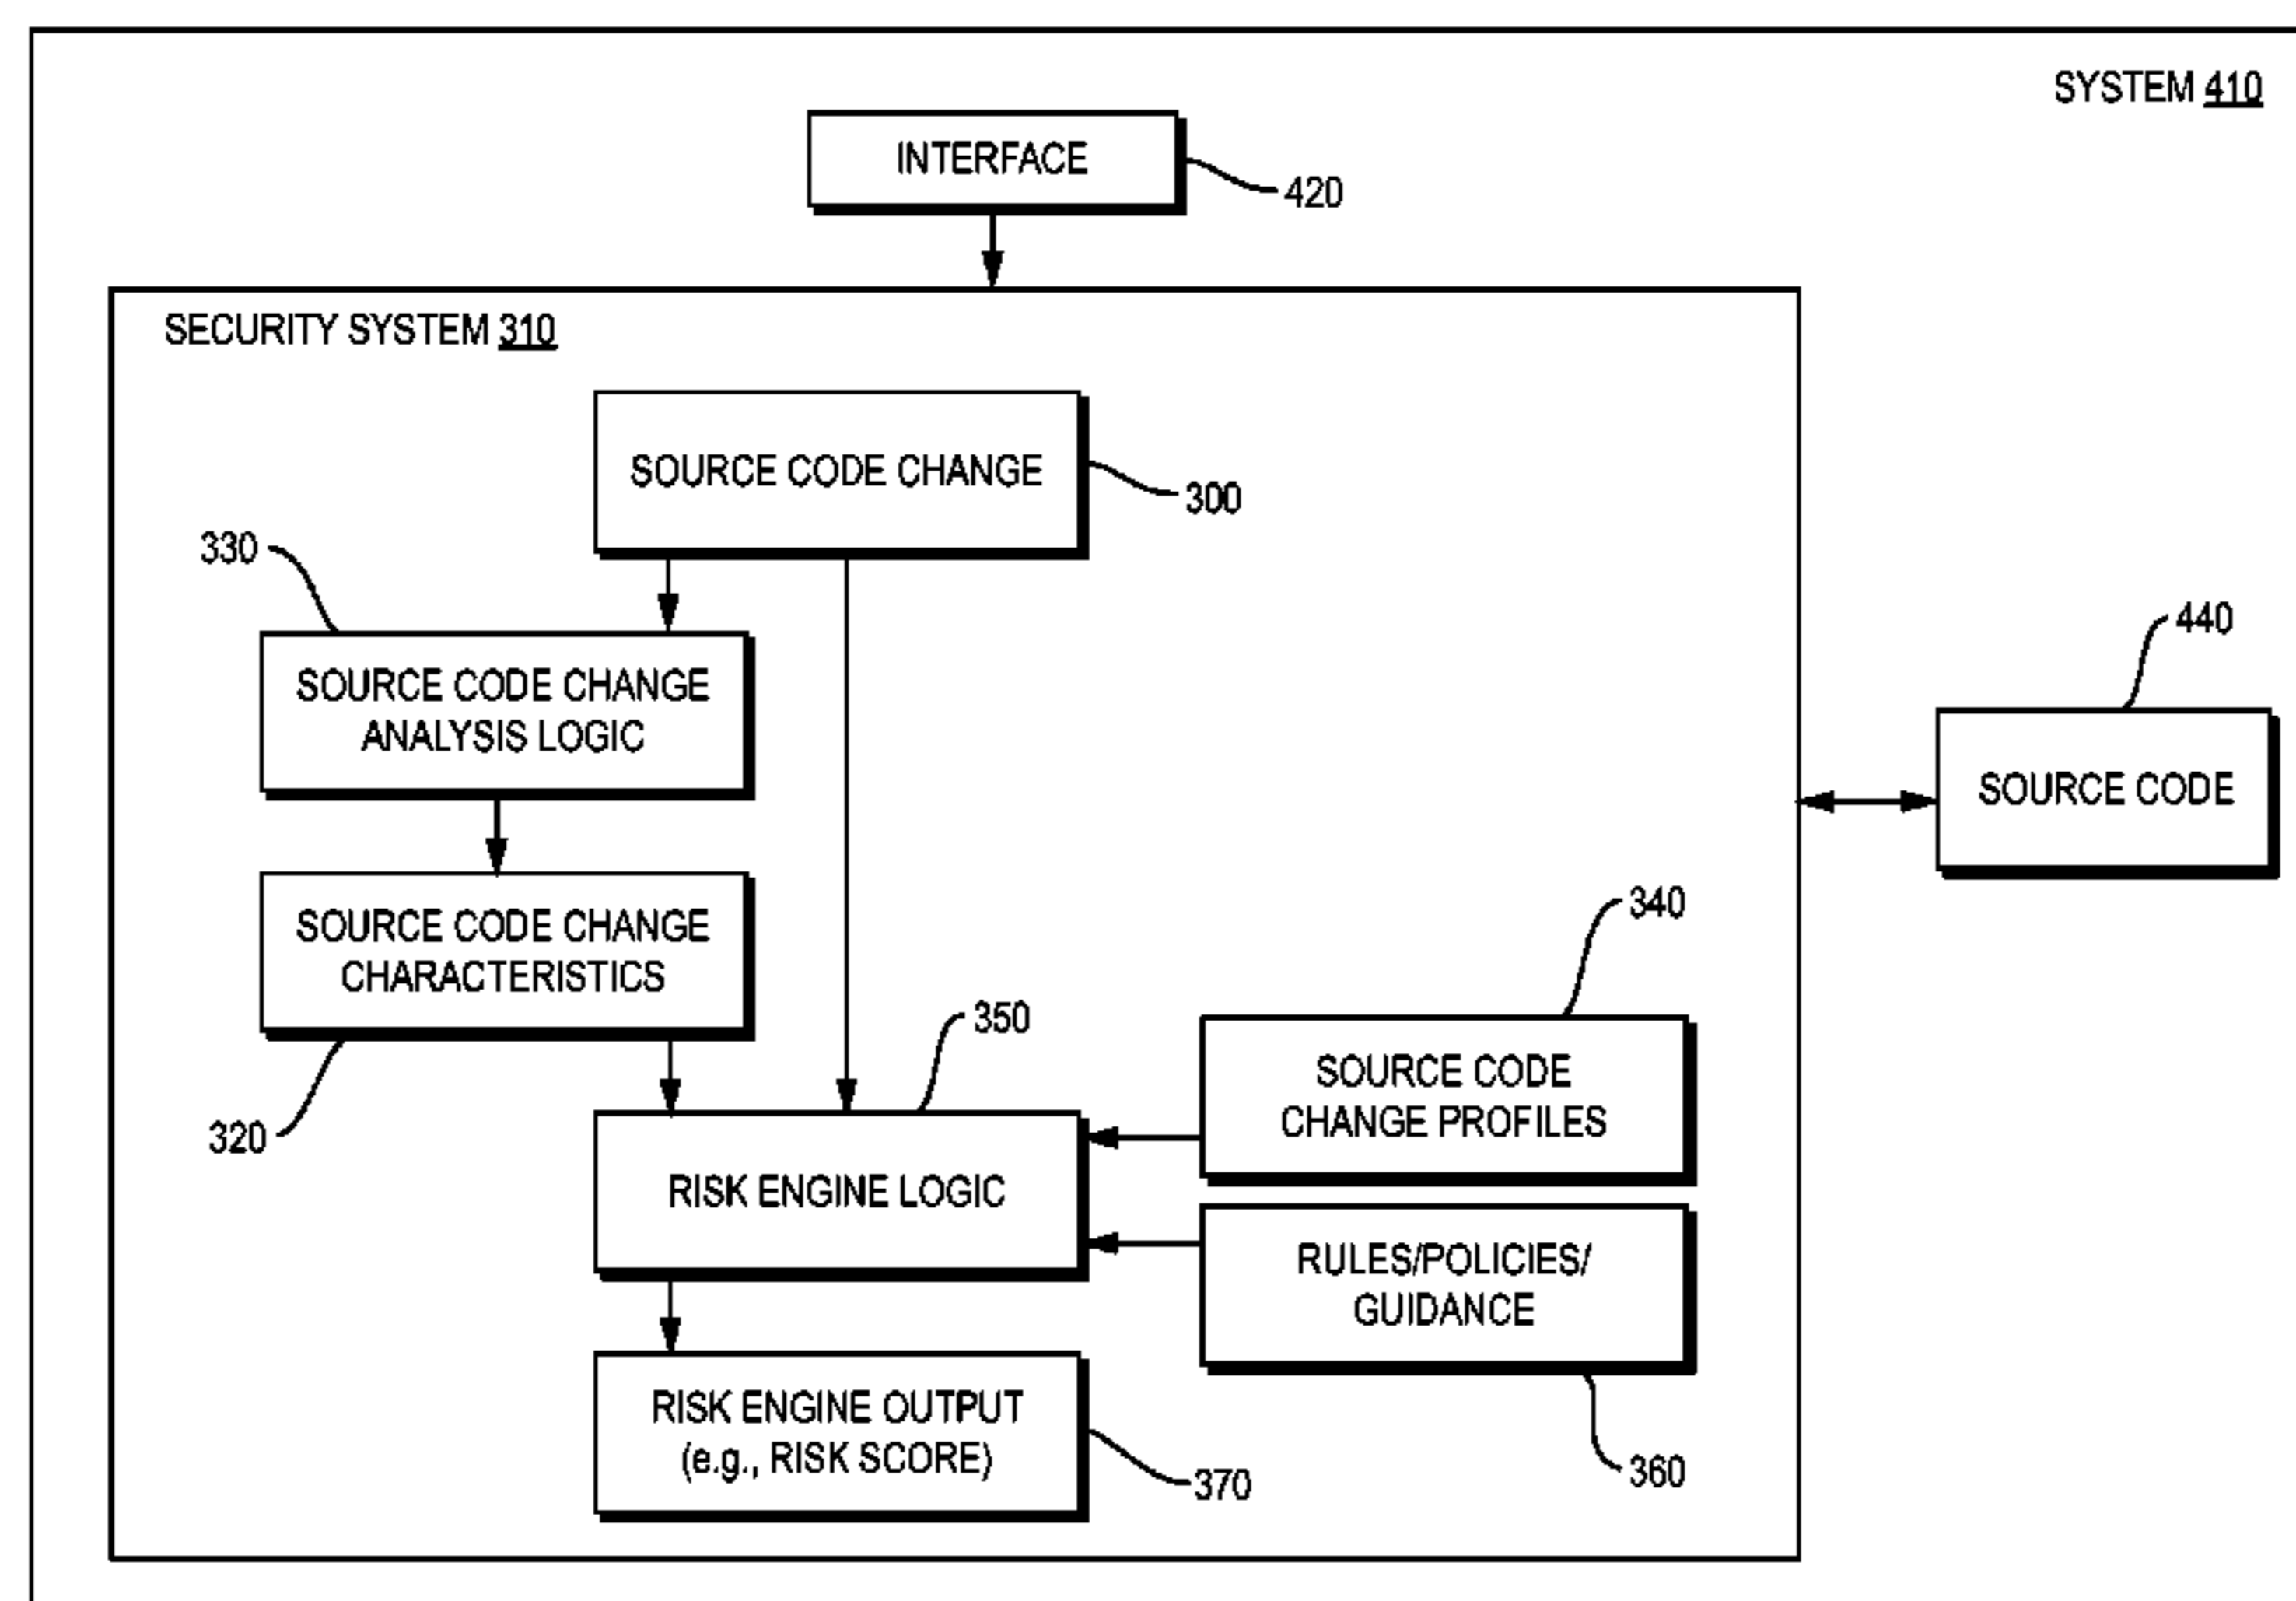 SYSTEM 410
INTERFACE
420
SECURITY SYSTEM 310
SOURCE CODE CHANGE
300
330
SOURCE CODE CHANGE
ANALYSIS LOGIC
440
SOURCE CODE
SOURCE CODE CHANGE
CHARACTERISTICS
320
340
SOURCE CODE
CHANGE PROFILES
350
RISK ENGINE LOGIC
RULES/POLICIES/
GUIDANCE
360
RISK ENGINE OUTPUT
(e.g., RISK SCORE)
370